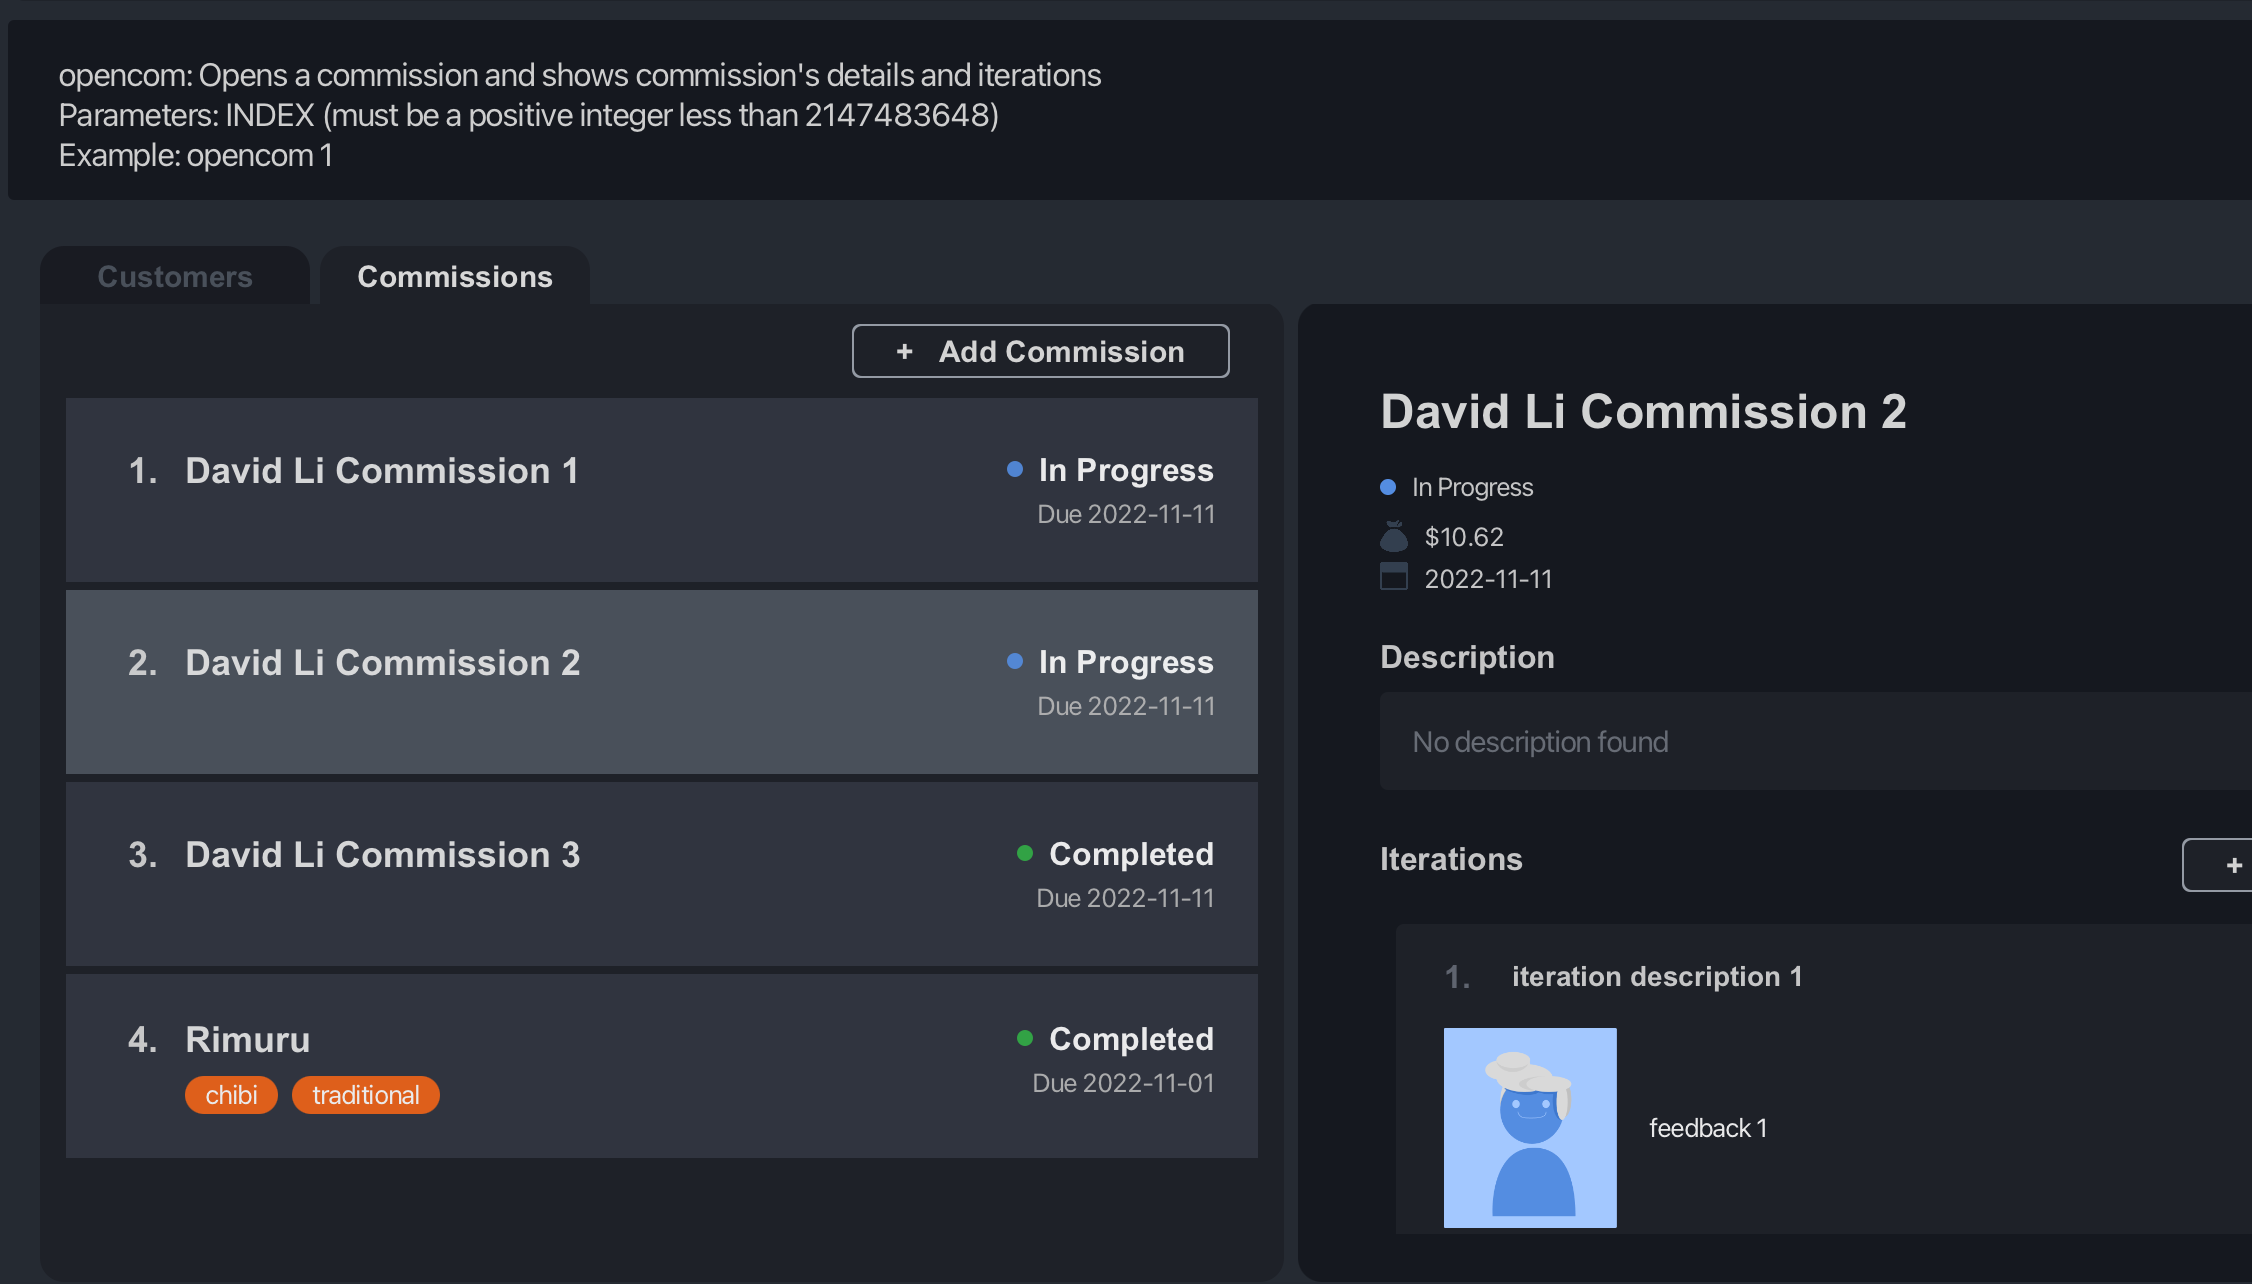 opencom: Opens a commission and shows commission's details and iterations
Parameters: INDEX (must be a positive integer less than 2147483648)
Example: opencom 1
Customers
Commissions
+ Add Commission
1. David Li Commission 1
In Progress
Due 2022-11-11
2. David Li Commission 2
In Progress
Due 2022-11-11
3. David Li Commission 3
Completed
Due 2022-11-11
4. Rimuru
Completed
chibi
traditional
Due 2022-11-01
David Li Commission 2
In Progress
$10.62
2022-11-11
Description
No description found
Iterations
+
1. iteration description 1
feedback 1